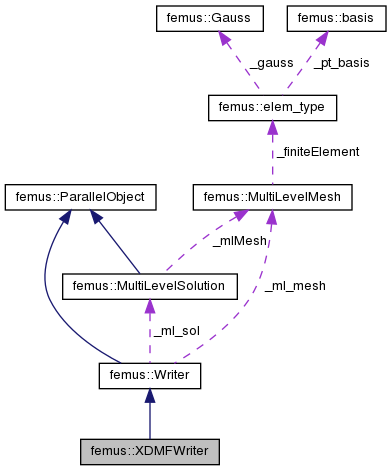 femus::Gauss
femus::basis
_gauss
_pt_basis
femus::elem_type
_finiteElement
femus::ParallelObject
femus::MultiLevelMesh
_mlMesh
femus::MultiLevelSolution
_ml_mesh
_ml_sol
femus::Writer
femus::XDMFWriter